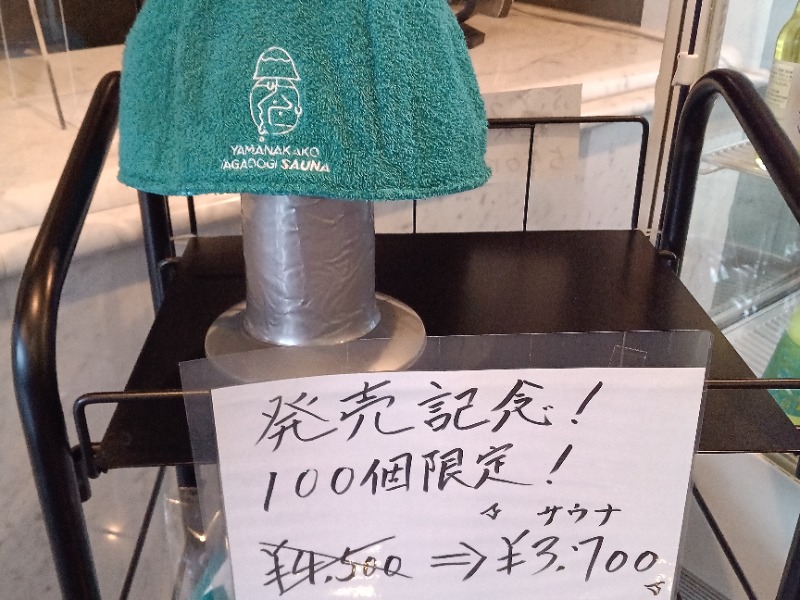 YAMANAKAKO
AGADOGI SAUNA
発売記念!
100個限定!
サウナ
¥4,500 ⇒ ¥3,700